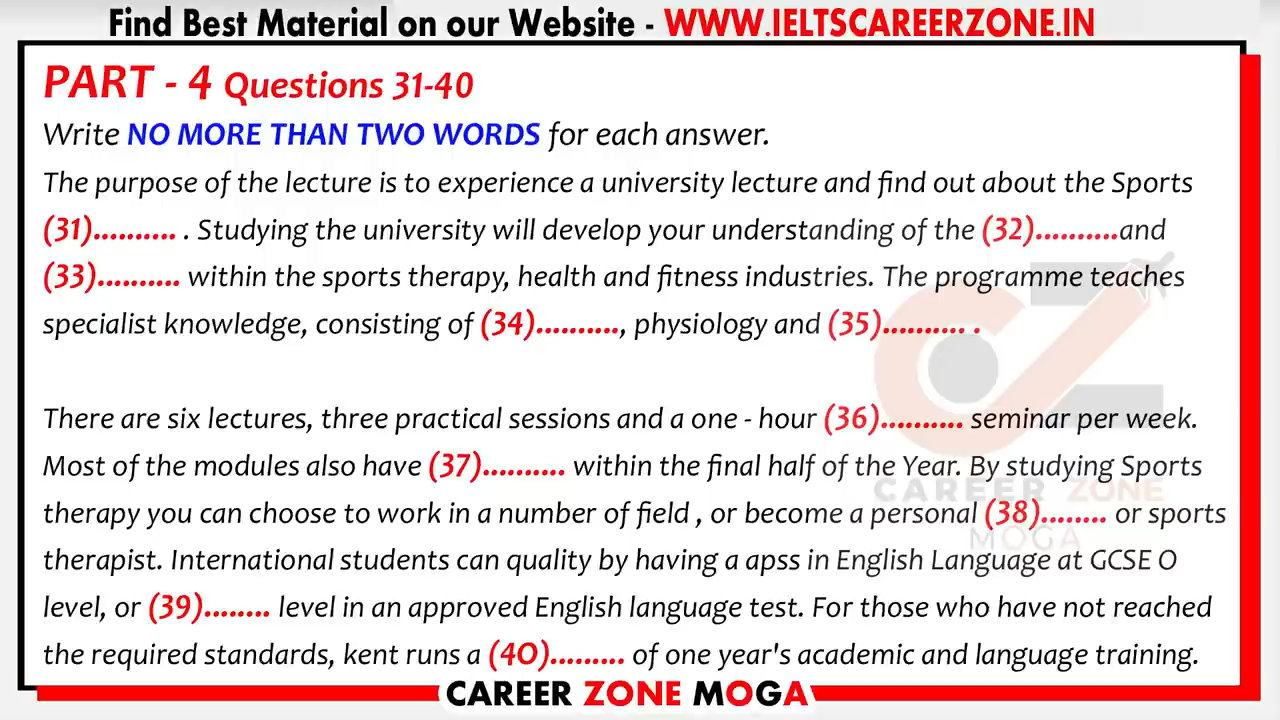 Find Best Material on our Website - WWW.IELTSCAREERZONE.IN
PART - 4 Questions 31-40
Write NO MORE THAN TWO WORDS for each answer.
The purpose of the lecture is to experience a university lecture and find out about the Sports
(31).......... . Studying the university will develop your understanding of the (32)..........and
(33).......... within the sports therapy, health and fitness industries. The programme teaches
specialist knowledge, consisting of (34).........., physiology and (35).......... .
There are six lectures, three practical sessions and a one - hour (36).......... seminar per week.
Most of the modules also have (37).......... within the final half of the Year. By studying Sports
therapy you can choose to work in a number of field , or become a personal (38)........ or sports
therapist. International students can quality by having a apss in English Language at GCSE O
level, or (39)........ level in an approved English language test. For those who have not reached
the required standards, kent runs a (40)......... of one year's academic and language training.
CAREER ZONE
MOGA
CAREER ZONE MOGA